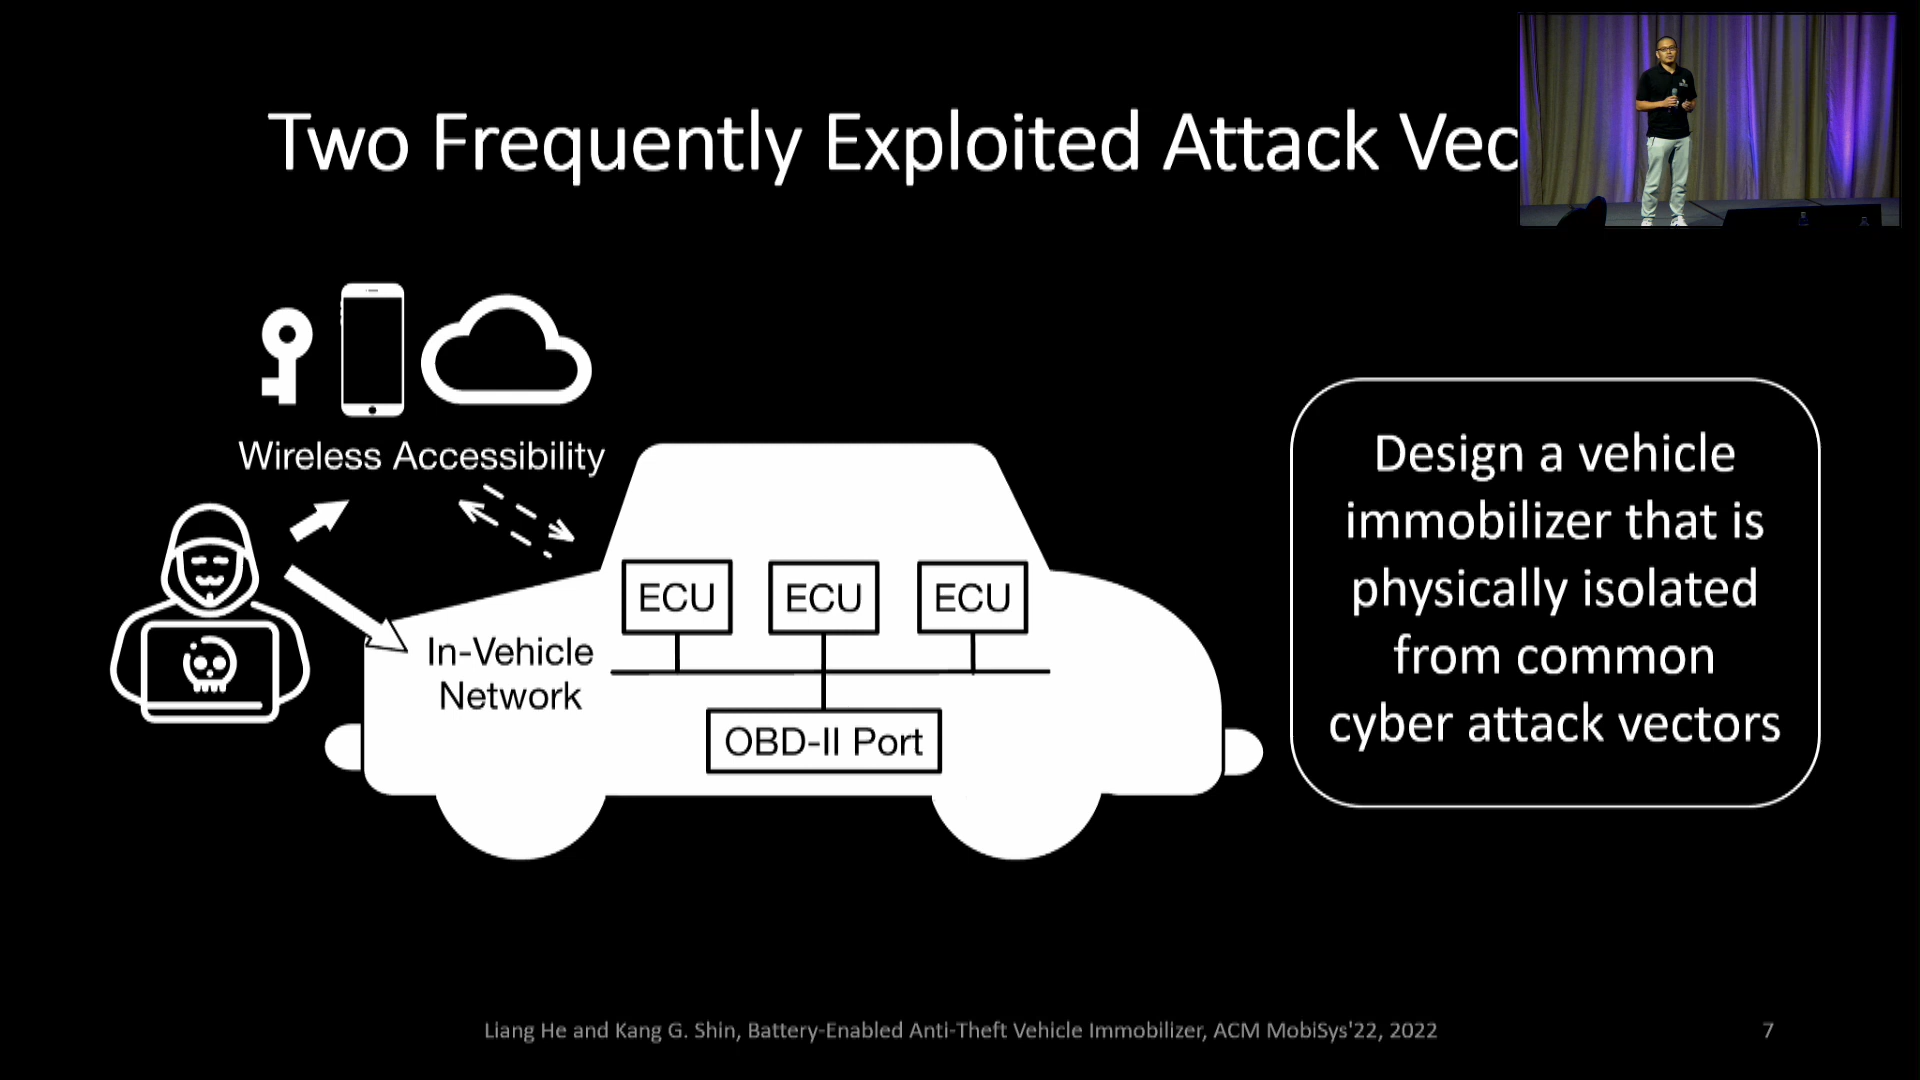 Two Frequently Exploited Attack Vec
Wireless Accessibility
ECU
ECU
ECU
In-Vehicle
Network
OBD-II Port
Design a vehicle
immobilizer that is
physically isolated
from common
cyber attack vectors
Liang He and Kang G. Shin, Battery-Enabled Anti-Theft Vehicle Immobilizer, ACM MobiSys'22, 2022
7